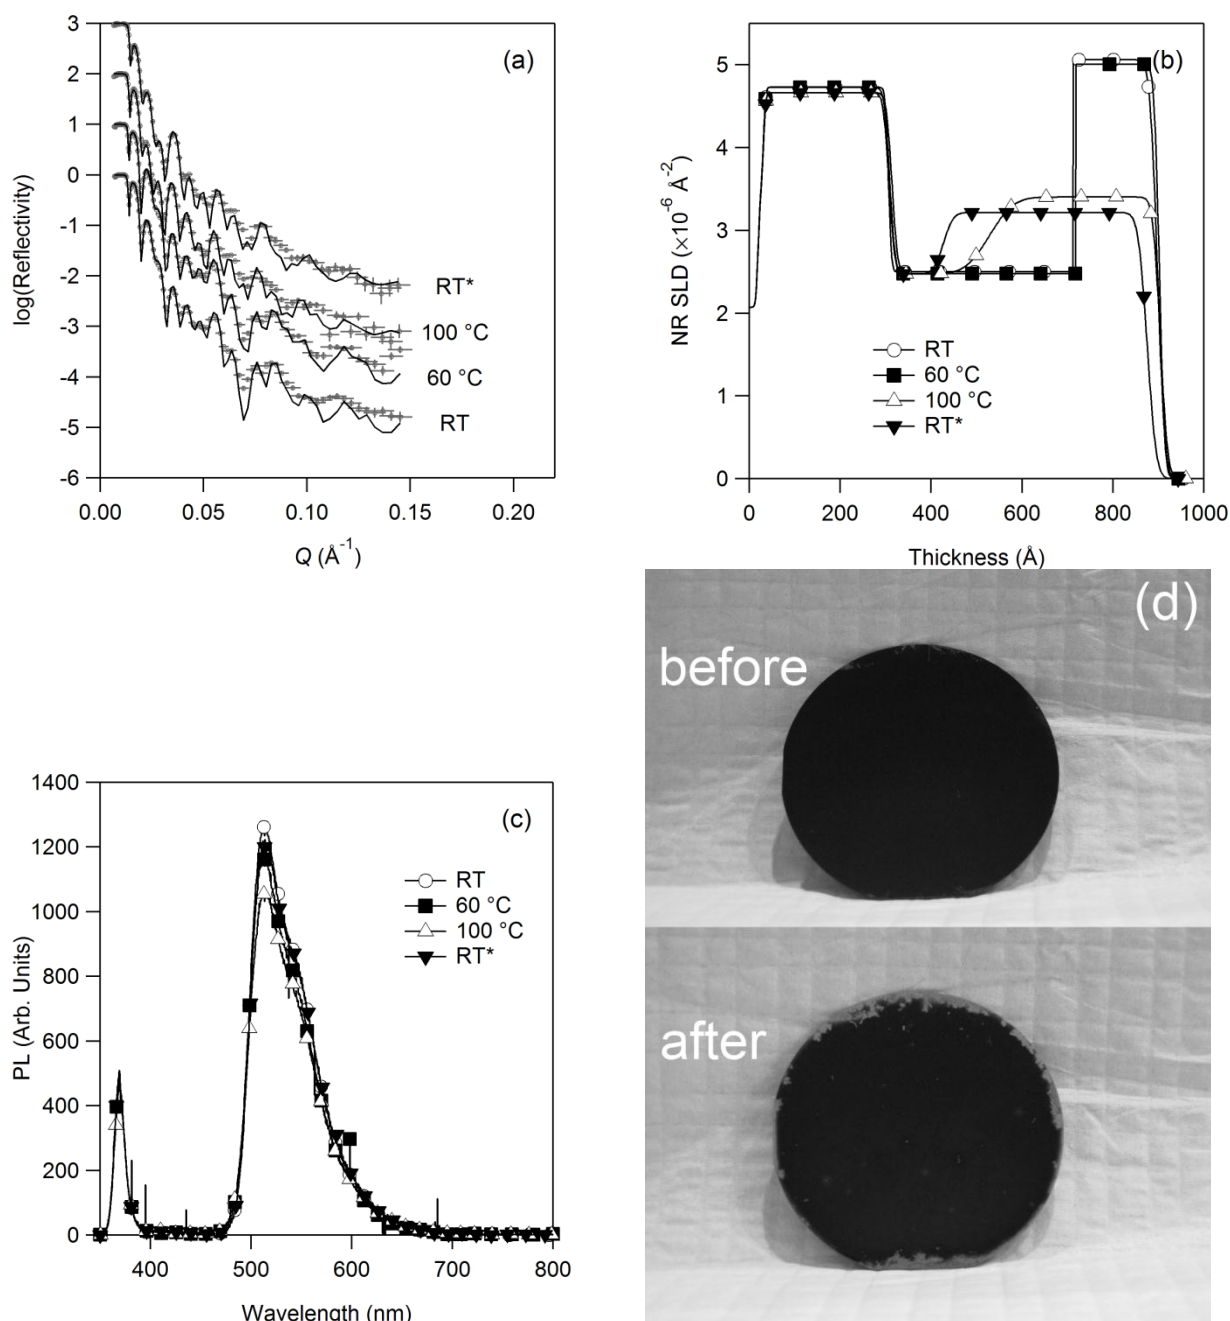 3
2
1
0
-1
-2
-3
-4
-5
-6
log(Reflectivity)
(a)
RT*
100 °C
60 °C
RT
0.00 0.05 0.10 0.15 0.20
Q (Å⁻¹)
5
4
3
2
1
0
NR SLD (×10⁻⁶ Å⁻²)
(b)
RT
60 °C
100 °C
RT*
0 200 400 600 800 1000
Thickness (Å)
1400
1200
1000
800
600
400
200
0
PL (Arb. Units)
(c)
RT
60 °C
100 °C
RT*
400 500 600 700 800
Wavelength (nm)
(d)
before
after